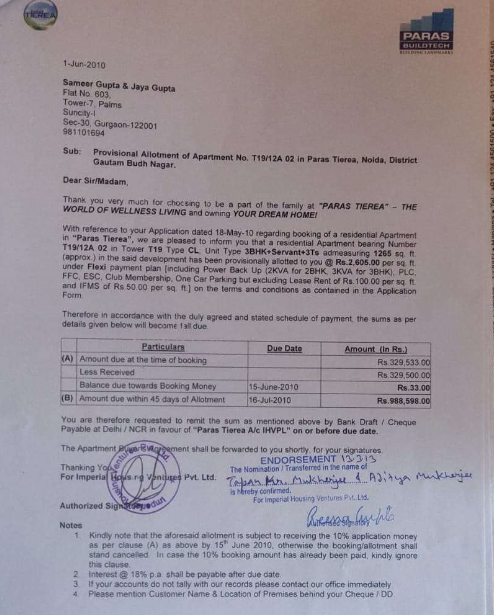 TIEREA
PARAS
BUILDTECH
BUILDING LANDMARKS
1-Jun-2010
Sameer Gupta & Jaya Gupta
Flat No. 603,
Tower-7, Palms
Suncity-I
Sec-30, Gurgaon-122001
981101694
Sub: Provisional Allotment of Apartment No. T19/12A 02 in Paras Tierea, Noida, District
Gautam Budh Nagar.
Dear Sir/Madam,
Thank you very much for choosing to be a part of the family at "PARAS TIEREA" – THE
WORLD OF WELLNESS LIVING and owning YOUR DREAM HOME!
With reference to your Application dated 18-May-10 regarding booking of a residential Apartment
in "Paras Tierea", we are pleased to inform you that a residential Apartment bearing Number
T19/12A 02 in Tower T19 Type CL, Unit Type 3BHK+Servant+3Ts admeasuring 1265 sq. ft.
(approx.) in the said development has been provisionally allotted to you @ Rs.2,605.00 per sq. ft.
under Flexi payment plan [including Power Back Up (2KVA for 2BHK, 3KVA for 3BHK), PLC,
FFC, ESC, Club Membership, One Car Parking but excluding Lease Rent of Rs.100.00 per sq. ft
and IFMS of Rs 50.00 per sq. ft.] on the terms and conditions as contained in the Application
Form.
Therefore in accordance with the duly agreed and stated schedule of payment, the sums as per
details given below will become fall due.
Particulars Due Date Amount (In Rs.)
(A) Amount due at the time of booking Rs.329,533.00
Less Received Rs.329,500.00
Balance due towards Booking Money 15-June-2010 Rs.33.00
(B) Amount due within 45 days of Allotment 16-Jul-2010 Rs.988,598.00
You are therefore requested to remit the sum as mentioned above by Bank Draft / Cheque
Payable at Delhi / NCR in favour of "Paras Tierea A/c IHVPL" on or before due date.
The Apartment Buyer Agreement shall be forwarded to you shortly, for your signatures.
ENDORSEMENT 13/3/13
Thanking You The Nomination / Transferred in the name of
For Imperial Housing Ventures Pvt. Ltd. Tapan Kr. Mukherjee & Aditya Mukherjee
is hereby confirmed.
For Imperial Housing Ventures Pvt. Ltd.
Authorized Signatory Authorised Signatory
Notes
1. Kindly note that the aforesaid allotment is subject to receiving the 10% application money
as per clause (A) as above by 15th June 2010, otherwise the booking/allotment shall
stand cancelled. In case the 10% booking amount has already been paid, kindly ignore
this clause.
2. Interest @ 18% p.a. shall be payable after due date.
3. If your accounts do not tally with our records please contact our office immediately.
4. Please mention Customer Name & Location of Premises behind your Cheque / DD.